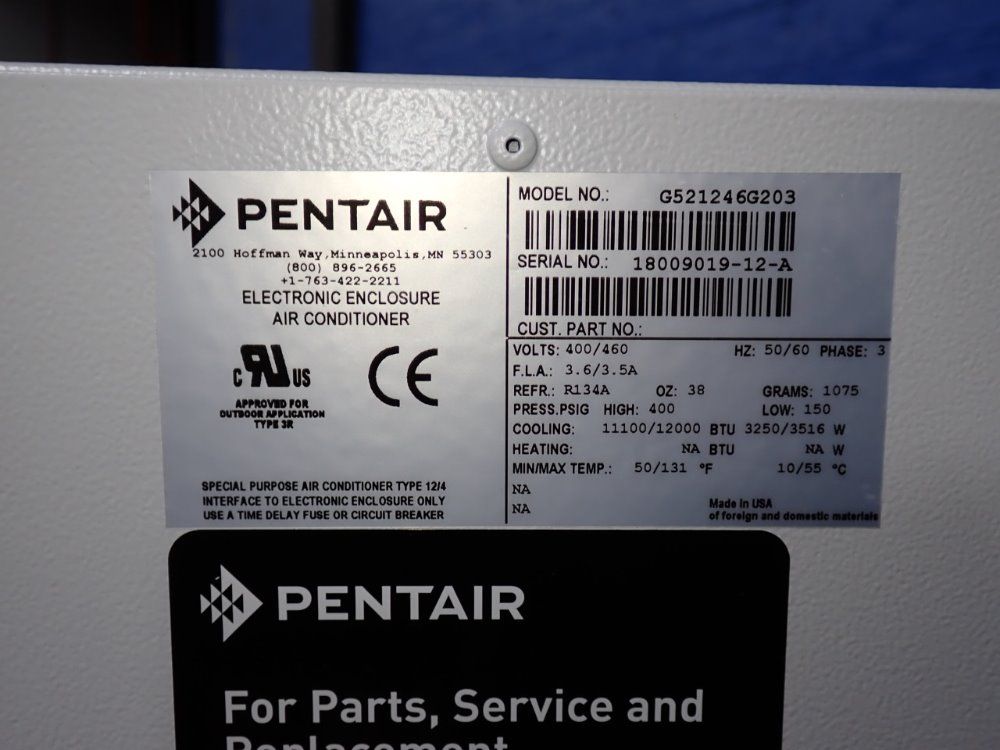 PENTAIR
2100 Hoffman Way,Minneapolis,MN 55303
(800) 896-2665
+1-763-422-2211
ELECTRONIC ENCLOSURE
AIR CONDITIONER
C RU US
CE
APPROVED FOR
OUTDOOR APPLICATION
TYPE 3R
SPECIAL PURPOSE AIR CONDITIONER TYPE 12/4
INTERFACE TO ELECTRONIC ENCLOSURE ONLY
USE A TIME DELAY FUSE OR CIRCUIT BREAKER
MODEL NO.: G521246G203
SERIAL NO.: 18009019-12-A
CUST. PART NO.:
VOLTS: 400/460 HZ: 50/60 PHASE: 3
F.L.A.: 3.6/3.5A
REFR.: R134A OZ: 38 GRAMS: 1075
PRESS.PSIG HIGH: 400 LOW: 150
COOLING: 11100/12000 BTU 3250/3516 W
HEATING: NA BTU NA W
MIN/MAX TEMP.: 50/131 °F 10/55 °C
NA
NA
Made in USA
of foreign and domestic materials
PENTAIR
For Parts, Service and
Replacement